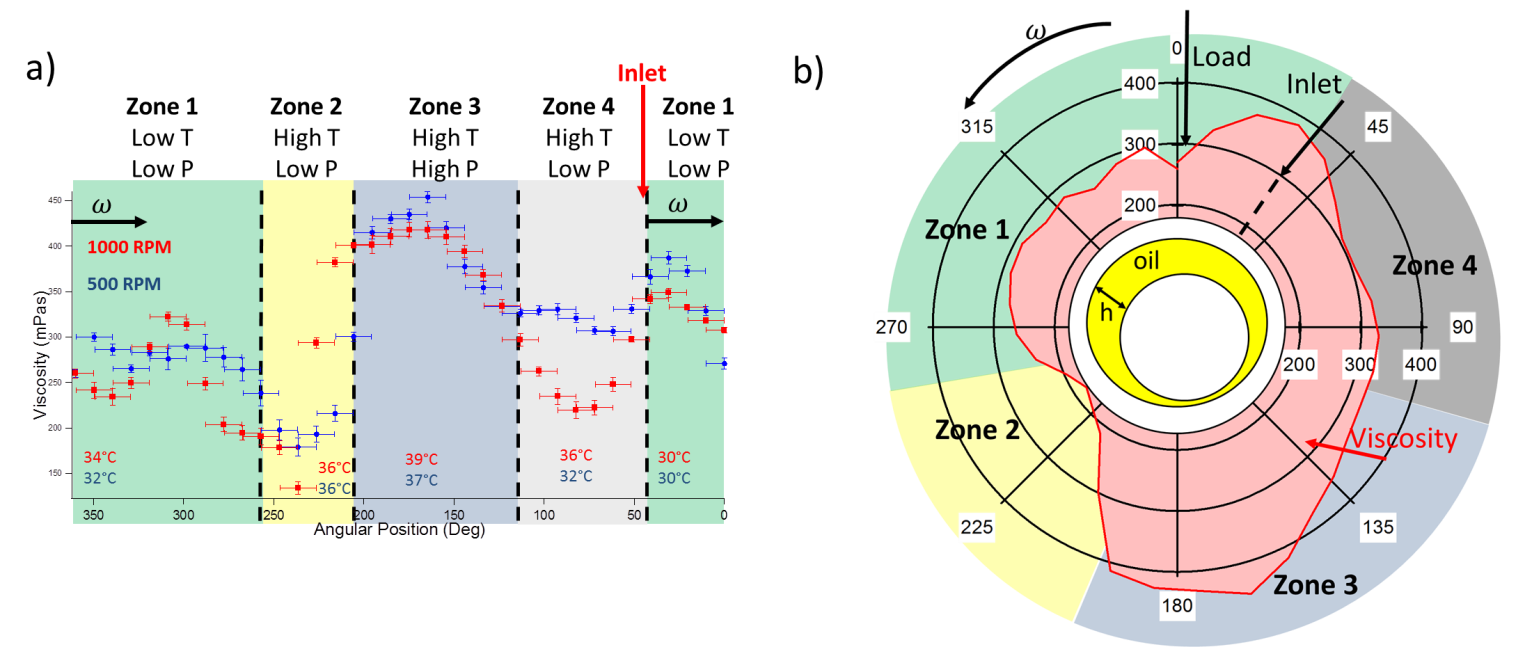 a)
Inlet
Zone 1
Low T
Low P
Zone 2
High T
Low P
Zone 3
High T
High P
Zone 4
High T
Low P
Zone 1
Low T
Low P
ω
ω
1000 RPM
500 RPM
Viscosity (mPas)
450
400
350
300
250
200
150
34°C
32°C
36°C
36°C
39°C
37°C
36°C
32°C
30°C
30°C
350
300
250
200
150
100
50
0
Angular Position (Deg)
b)
ω
0
Load
Inlet
400
300
200
315
45
Zone 1
Zone 4
oil
h
270
90
200
300
400
Zone 2
Viscosity
225
135
Zone 3
180